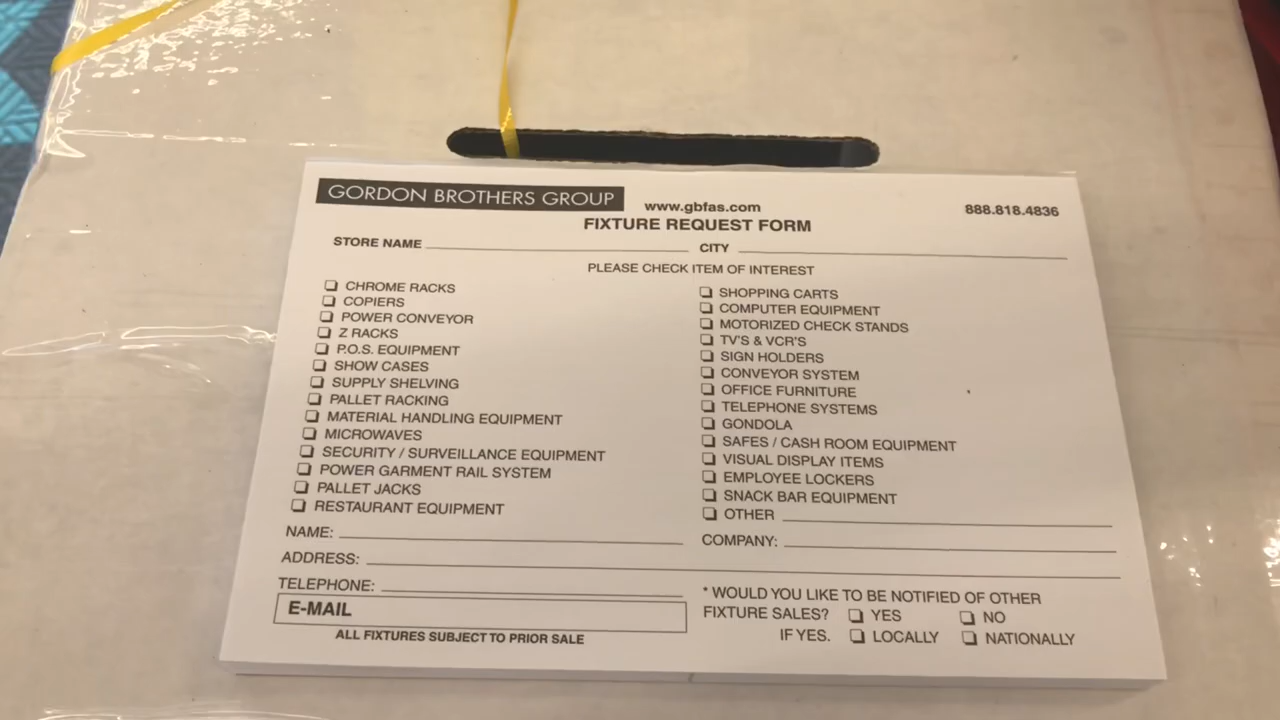 GORDON BROTHERS GROUP www.gbfas.com 888.818.4836
FIXTURE REQUEST FORM
STORE NAME CITY
PLEASE CHECK ITEM OF INTEREST
CHROME RACKS
COPIERS
POWER CONVEYOR
Z RACKS
P.O.S. EQUIPMENT
SHOW CASES
SUPPLY SHELVING
PALLET RACKING
MATERIAL HANDLING EQUIPMENT
MICROWAVES
SECURITY / SURVEILLANCE EQUIPMENT
POWER GARMENT RAIL SYSTEM
PALLET JACKS
RESTAURANT EQUIPMENT
SHOPPING CARTS
COMPUTER EQUIPMENT
MOTORIZED CHECK STANDS
TV'S & VCR'S
SIGN HOLDERS
CONVEYOR SYSTEM
OFFICE FURNITURE
TELEPHONE SYSTEMS
GONDOLA
SAFES / CASH ROOM EQUIPMENT
VISUAL DISPLAY ITEMS
EMPLOYEE LOCKERS
SNACK BAR EQUIPMENT
OTHER
NAME: COMPANY:
ADDRESS:
TELEPHONE:
E-MAIL
ALL FIXTURES SUBJECT TO PRIOR SALE
* WOULD YOU LIKE TO BE NOTIFIED OF OTHER
FIXTURE SALES? YES NO
IF YES. LOCALLY NATIONALLY